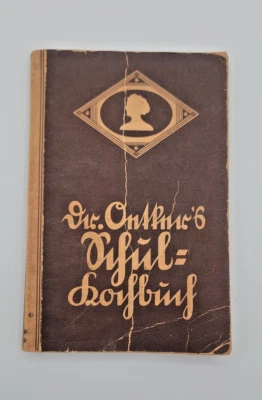 Dr. Oetker's
Schul=
Kochbuch